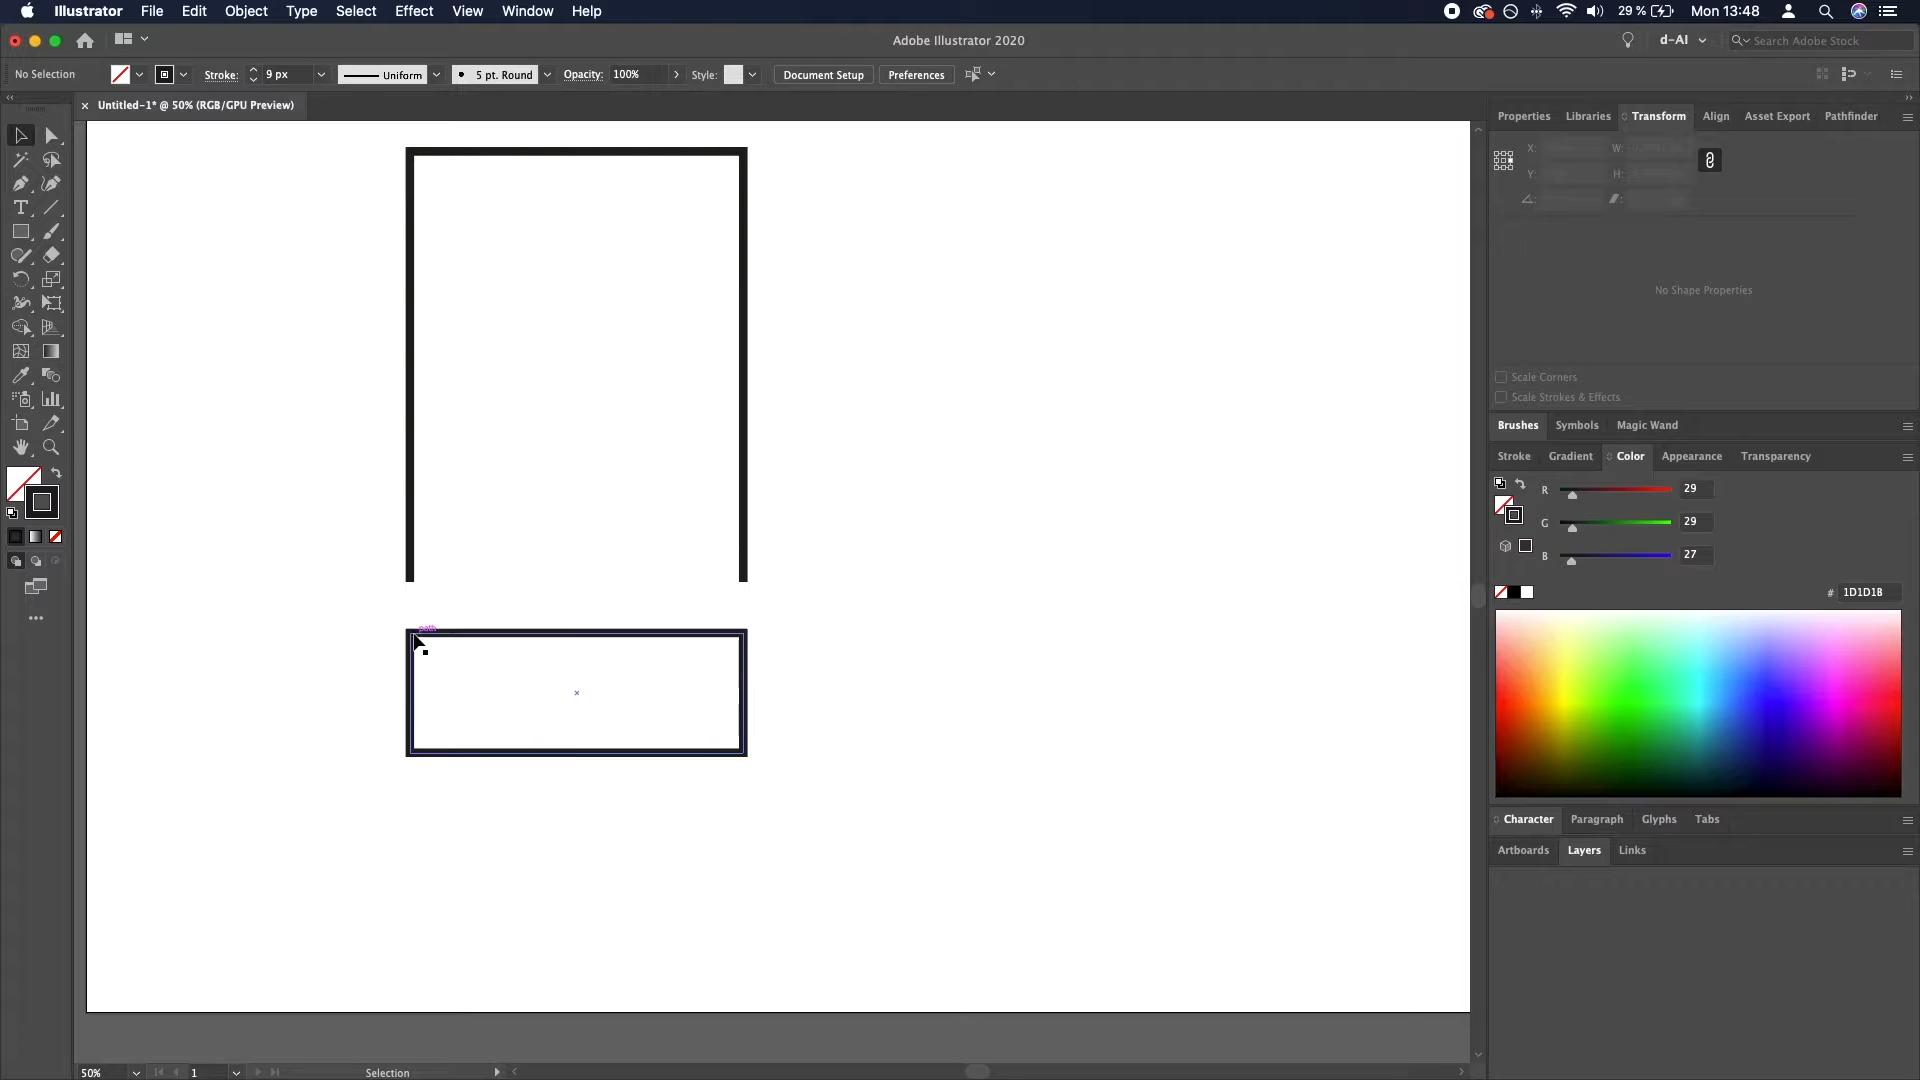 Illustrator File Edit Object Type Select Effect View Window Help 29 % Mon 13:48
Adobe Illustrator 2020 d-AI Search Adobe Stock
No Selection Stroke: 9 px Uniform 5 pt. Round Opacity: 100% Style: Document Setup Preferences
Untitled-1* @ 50% (RGB/GPU Preview)
Properties Libraries Transform Align Asset Export Pathfinder
X: W:
Y: H:
No Shape Properties
Scale Corners
Scale Strokes & Effects
Brushes Symbols Magic Wand
Stroke Gradient Color Appearance Transparency
R 29
G 29
B 27
# 1D1D1B
path
Character Paragraph Glyphs Tabs
Artboards Layers Links
50% 1 Selection